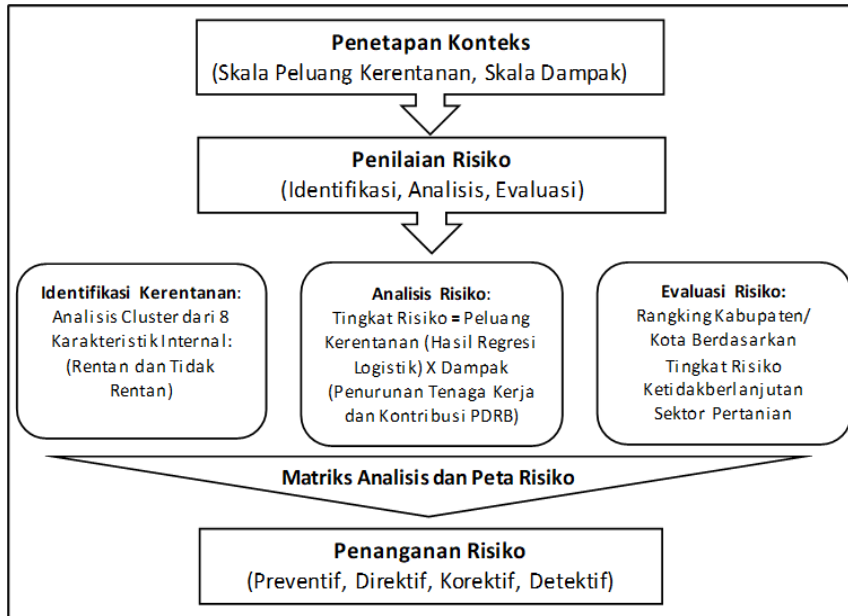 Penetapan Konteks
(Skala Peluang Kerentanan, Skala Dampak)
Penilaian Risiko
(Identifikasi, Analisis, Evaluasi)
Identifikasi Kerentanan:
Analisis Cluster dari 8
Karakteristik Internal:
(Rentan dan Tidak
Rentan)
Analisis Risiko:
Tingkat Risiko = Peluang
Kerentanan (Hasil Regresi
Logistik) X Dampak
(Penurunan Tenaga Kerja
dan Kontribusi PDRB)
Evaluasi Risiko:
Rangking Kabupaten/
Kota Berdasarkan
Tingkat Risiko
Ketidakberlanjutan
Sektor Pertanian
Matriks Analisis dan Peta Risiko
Penanganan Risiko
(Preventif, Direktif, Korektif, Detektif)